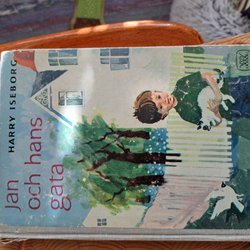 HARRY ISEBORG
Jan
och hans
gata